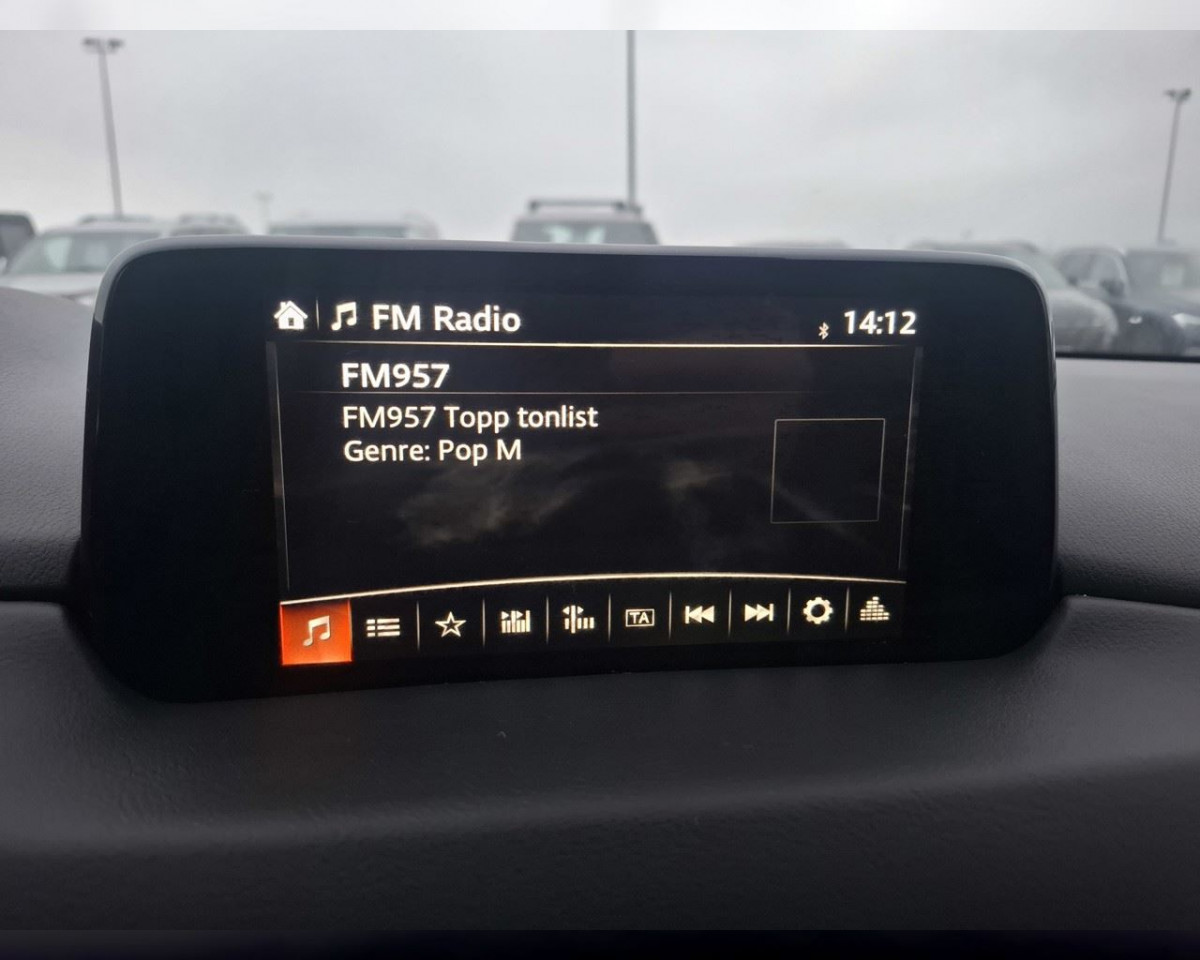 FM Radio
14:12
FM957
FM957 Topp tonlist
Genre: Pop M
TA